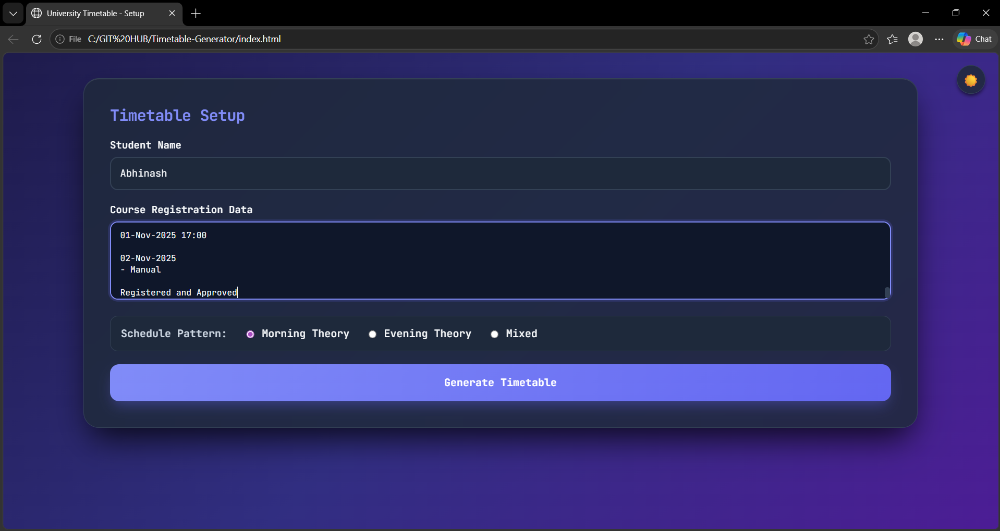 University Timetable - Setup
File C:/GIT%20HUB/Timetable-Generator/index.html
Chat
Timetable Setup
Student Name
Abhinash
Course Registration Data
01-Nov-2025 17:00
02-Nov-2025
- Manual
Registered and Approved
Schedule Pattern: Morning Theory Evening Theory Mixed
Generate Timetable